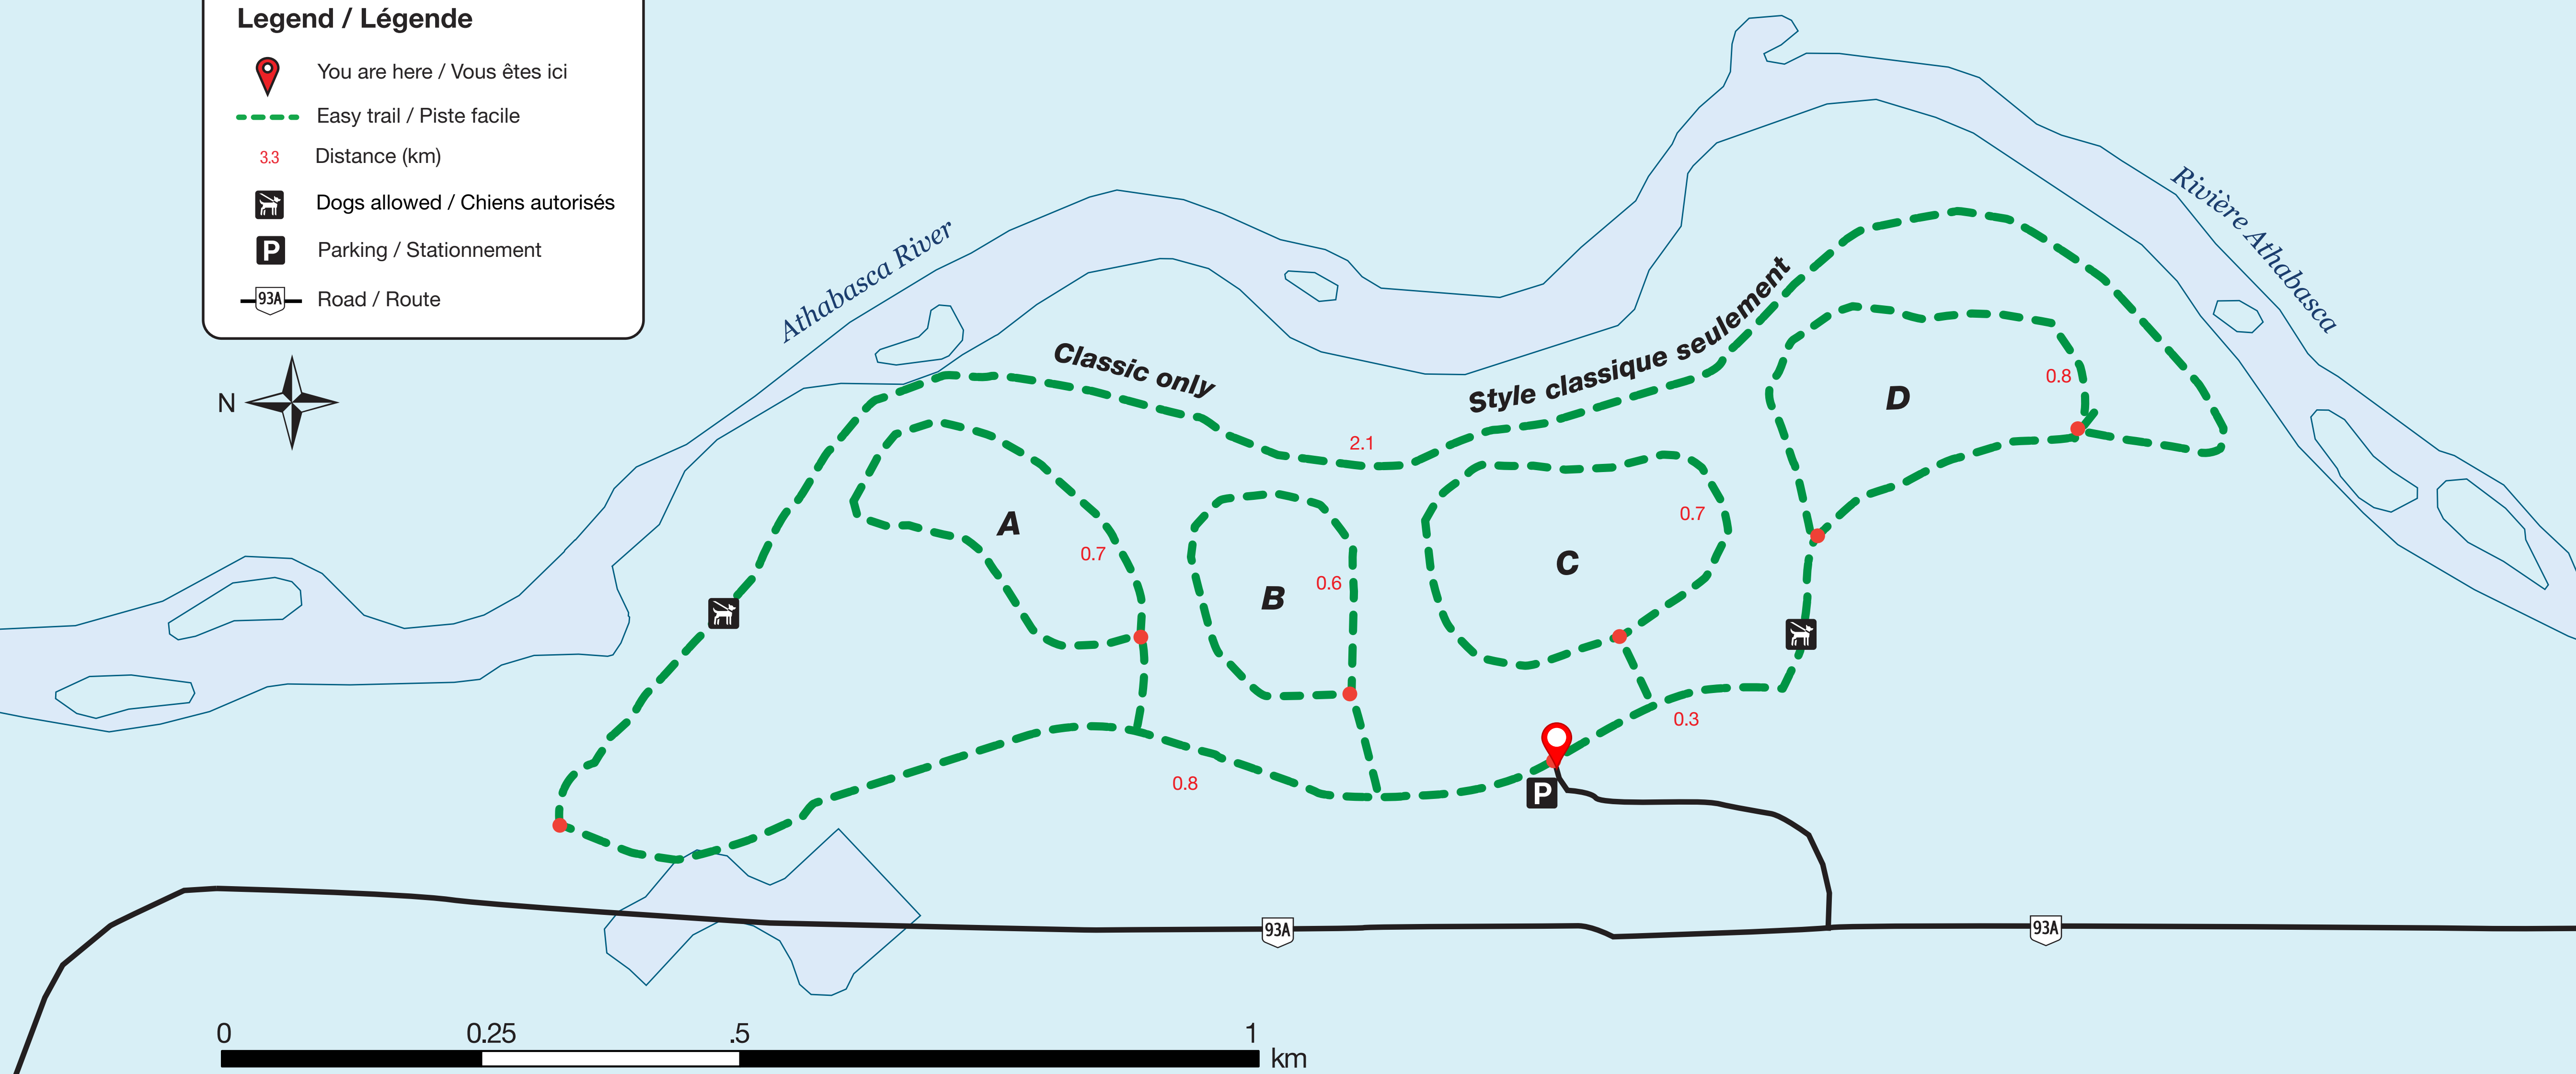 Legend / Légende
You are here / Vous êtes ici
Easy trail / Piste facile
3.3 Distance (km)
Dogs allowed / Chiens autorisés
P Parking / Stationnement
93A Road / Route
N
Athabasca River
Rivière Athabasca
Classic only
Style classique seulement
2.1
A
0.7
B
0.6
C
0.7
D
0.8
0.3
0.8
P
93A
93A
0 0.25 .5 1
km